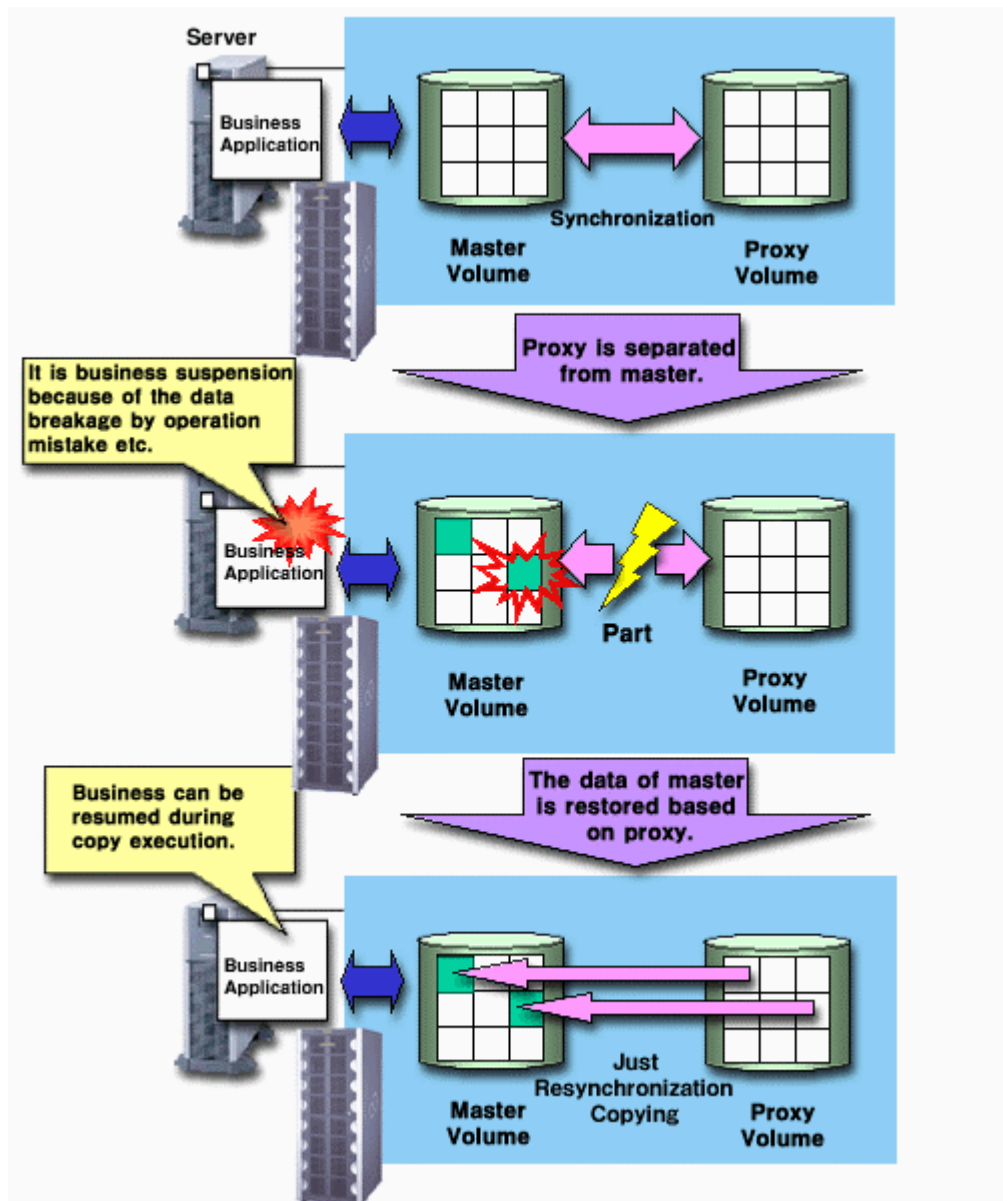 Server
Business
Application
Synchronization
Master
Volume
Proxy
Volume
Proxy is separated
from master.
It is business suspension
because of the data
breakage by operation
mistake etc.
Business
Application
Part
Master
Volume
Proxy
Volume
The data of master
is restored based
on proxy.
Business can be
resumed during
copy execution.
Business
Application
Just
Resynchronization
Copying
Master
Volume
Proxy
Volume